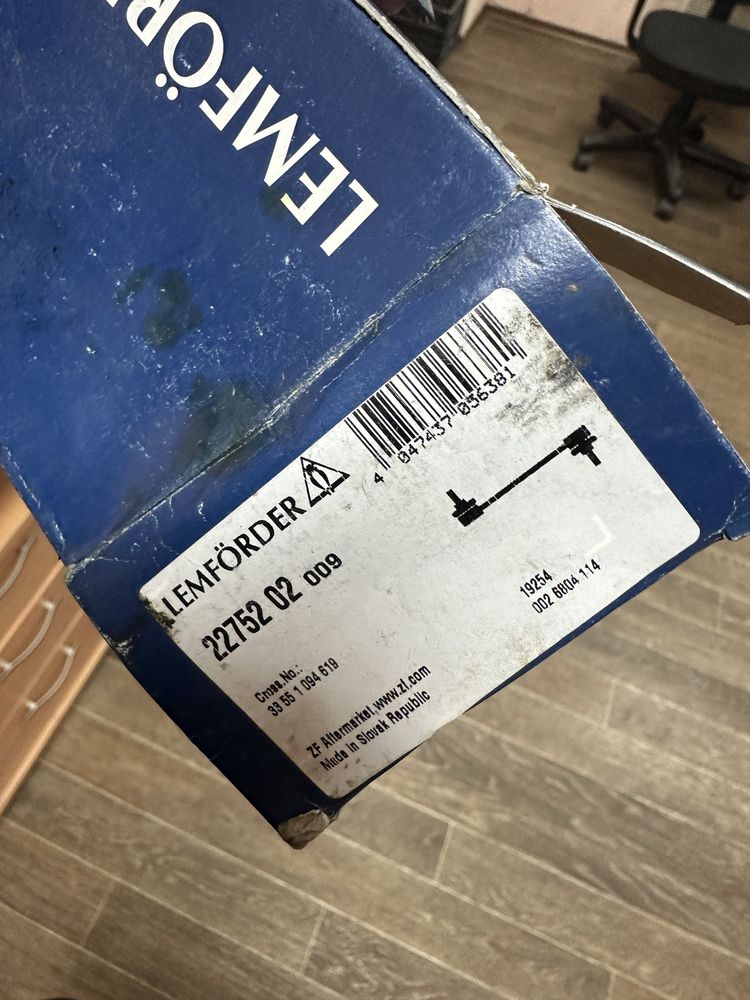 LEMFÖR
4 047437 056381
LEMFÖRDER
22752 02 009
Cross.No.:
33 55 1 094 619
19254
002 6804 114
ZF Aftermarket, www.zf.com
Made in Slovak Republic